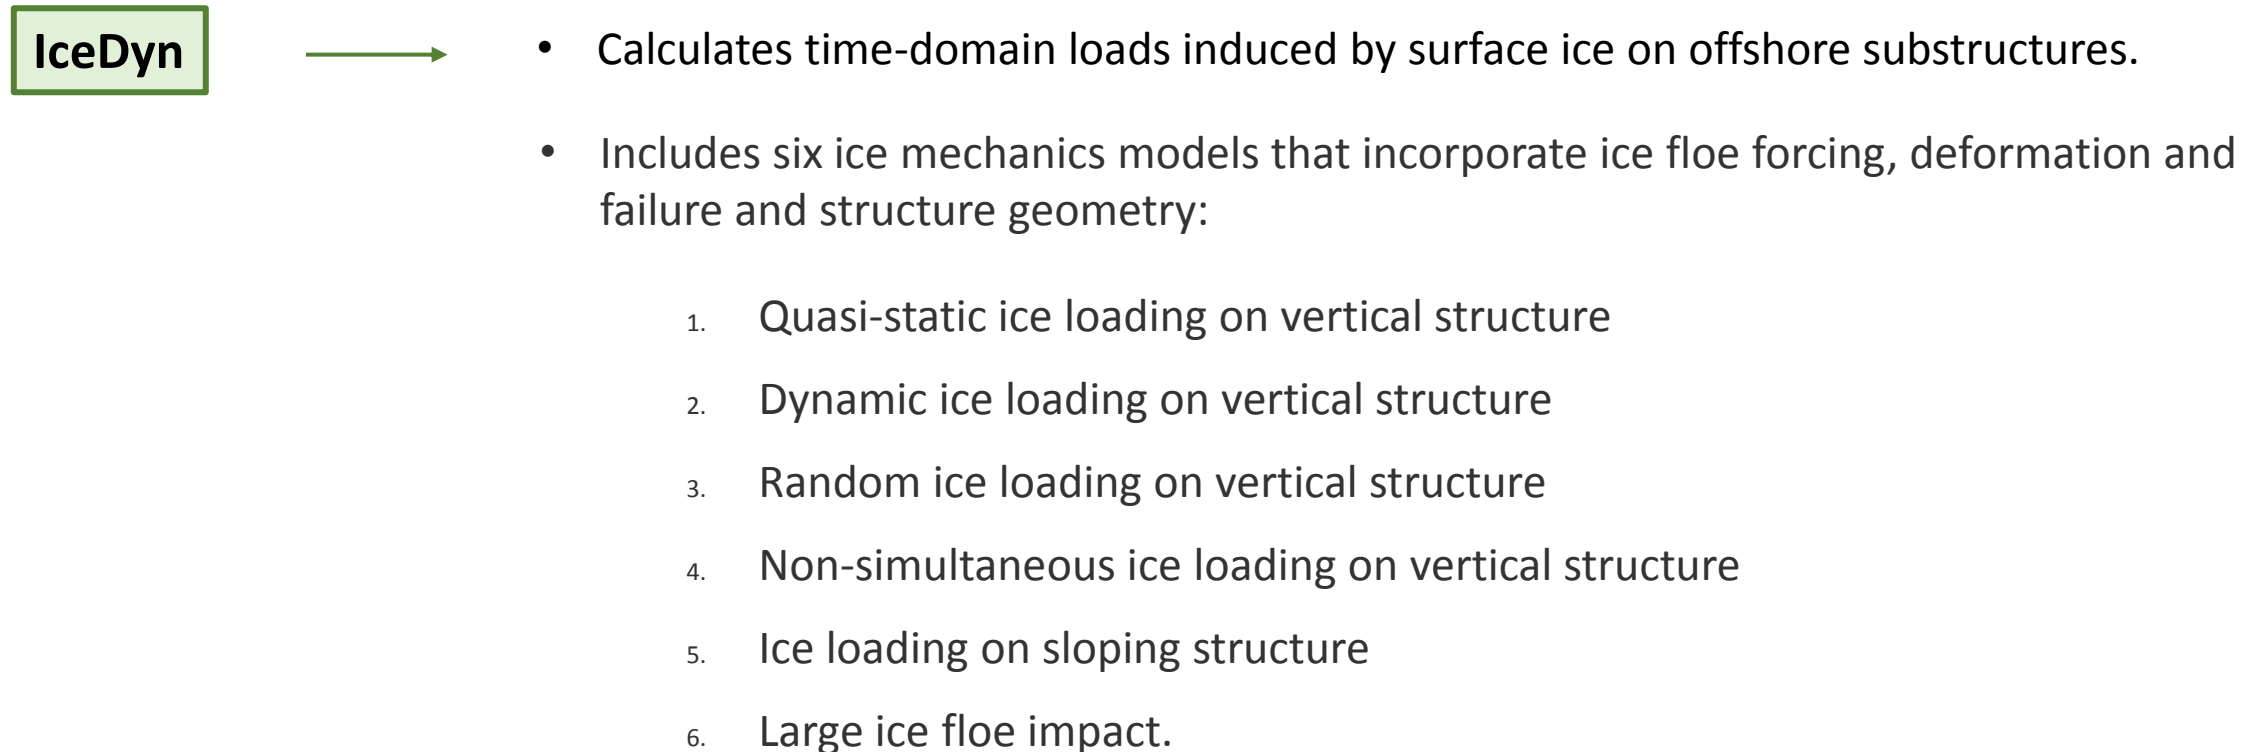 IceDyn
• Calculates time-domain loads induced by surface ice on offshore substructures.
• Includes six ice mechanics models that incorporate ice floe forcing, deformation and
failure and structure geometry:
1. Quasi-static ice loading on vertical structure
2. Dynamic ice loading on vertical structure
3. Random ice loading on vertical structure
4. Non-simultaneous ice loading on vertical structure
5. Ice loading on sloping structure
6. Large ice floe impact.